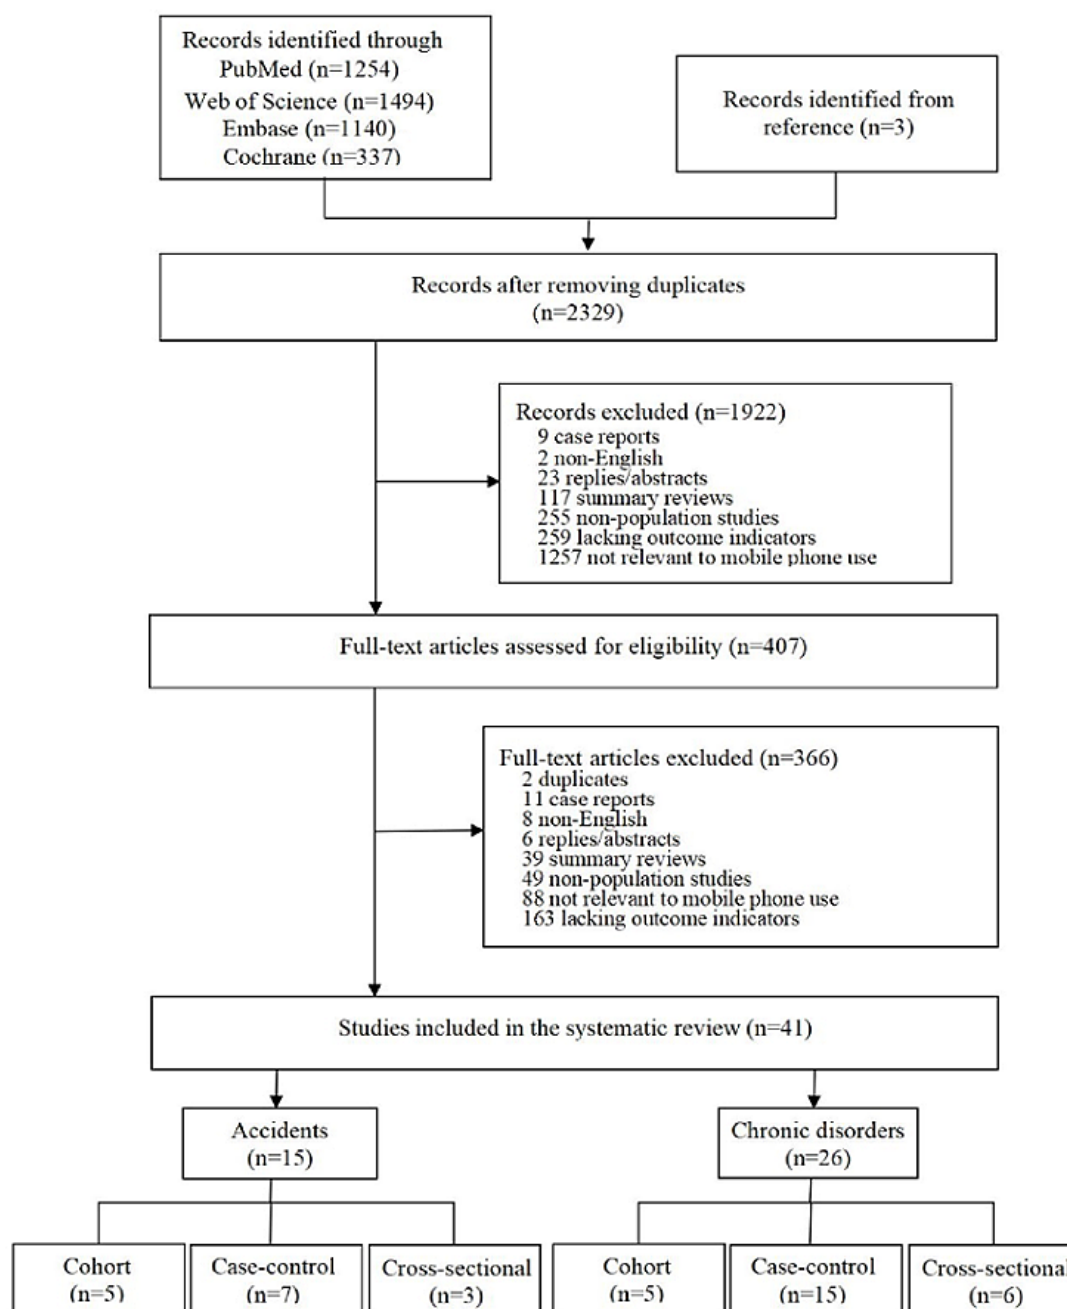 Records identified through
PubMed (n=1254)
Web of Science (n=1494)
Embase (n=1140)
Cochrane (n=337)
Records identified from
reference (n=3)
Records after removing duplicates
(n=2329)
Records excluded (n=1922)
9 case reports
2 non-English
23 replies/abstracts
117 summary reviews
255 non-population studies
259 lacking outcome indicators
1257 not relevant to mobile phone use
Full-text articles assessed for eligibility (n=407)
Full-text articles excluded (n=366)
2 duplicates
11 case reports
8 non-English
6 replies/abstracts
39 summary reviews
49 non-population studies
88 not relevant to mobile phone use
163 lacking outcome indicators
Studies included in the systematic review (n=41)
Accidents
(n=15)
Chronic disorders
(n=26)
Cohort
(n=5)
Case-control
(n=7)
Cross-sectional
(n=3)
Cohort
(n=5)
Case-control
(n=15)
Cross-sectional
(n=6)